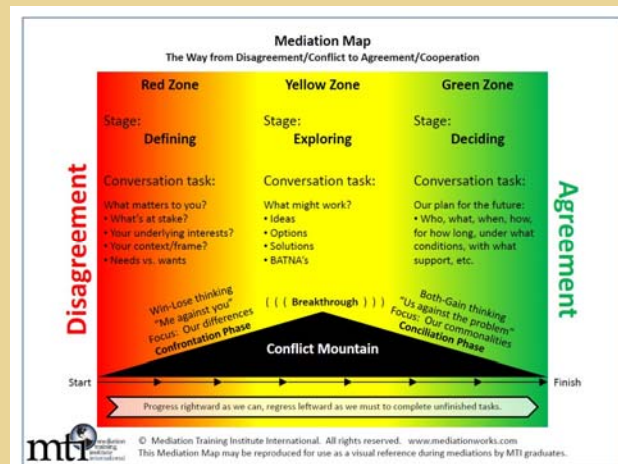 Mediation Map
The Way from Disagreement/Conflict to Agreement/Cooperation
Red Zone
Stage:
Defining
Conversation task:
What matters to you?
• What's at stake?
• Your underlying interests?
• Your context/frame?
• Needs vs. wants
Yellow Zone
Stage:
Exploring
Conversation task:
What might work?
• Ideas
• Options
• Solutions
• BATNA's
Green Zone
Stage:
Deciding
Conversation task:
Our plan for the future:
• Who, what, when, how,
for how long, under what
conditions, with what
support, etc.
Disagreement
Agreement
Win-Lose thinking
"Me against you"
Focus: Our differences
Confrontation Phase
( ( ( Breakthrough ) ) )
Both-Gain thinking
"Us against the problem"
Focus: Our commonalities
Conciliation Phase
Conflict Mountain
Start
Finish
Progress rightward as we can, regress leftward as we must to complete unfinished tasks.
mti
mediation
training
institute
international
© Mediation Training Institute International. All rights reserved. www.mediationworks.com
This Mediation Map may be reproduced for use as a visual reference during mediations by MTI graduates.